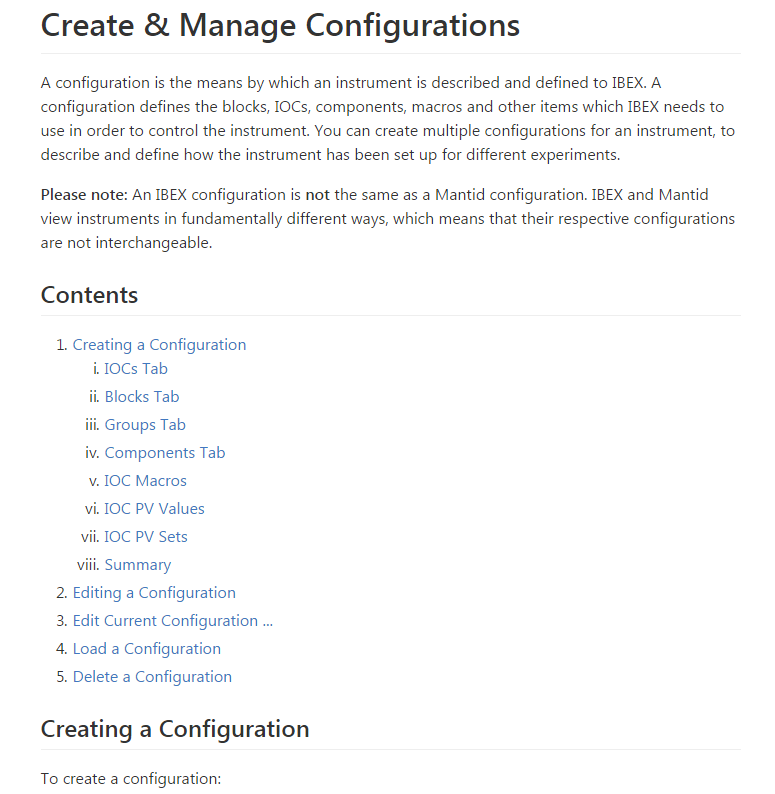 Create & Manage Configurations
A configuration is the means by which an instrument is described and defined to IBEX. A
configuration defines the blocks, IOCs, components, macros and other items which IBEX needs to
use in order to control the instrument. You can create multiple configurations for an instrument, to
describe and define how the instrument has been set up for different experiments.
Please note: An IBEX configuration is not the same as a Mantid configuration. IBEX and Mantid
view instruments in fundamentally different ways, which means that their respective configurations
are not interchangeable.
Contents
1. Creating a Configuration
i. IOCs Tab
ii. Blocks Tab
iii. Groups Tab
iv. Components Tab
v. IOC Macros
vi. IOC PV Values
vii. IOC PV Sets
viii. Summary
2. Editing a Configuration
3. Edit Current Configuration ...
4. Load a Configuration
5. Delete a Configuration
Creating a Configuration
To create a configuration: